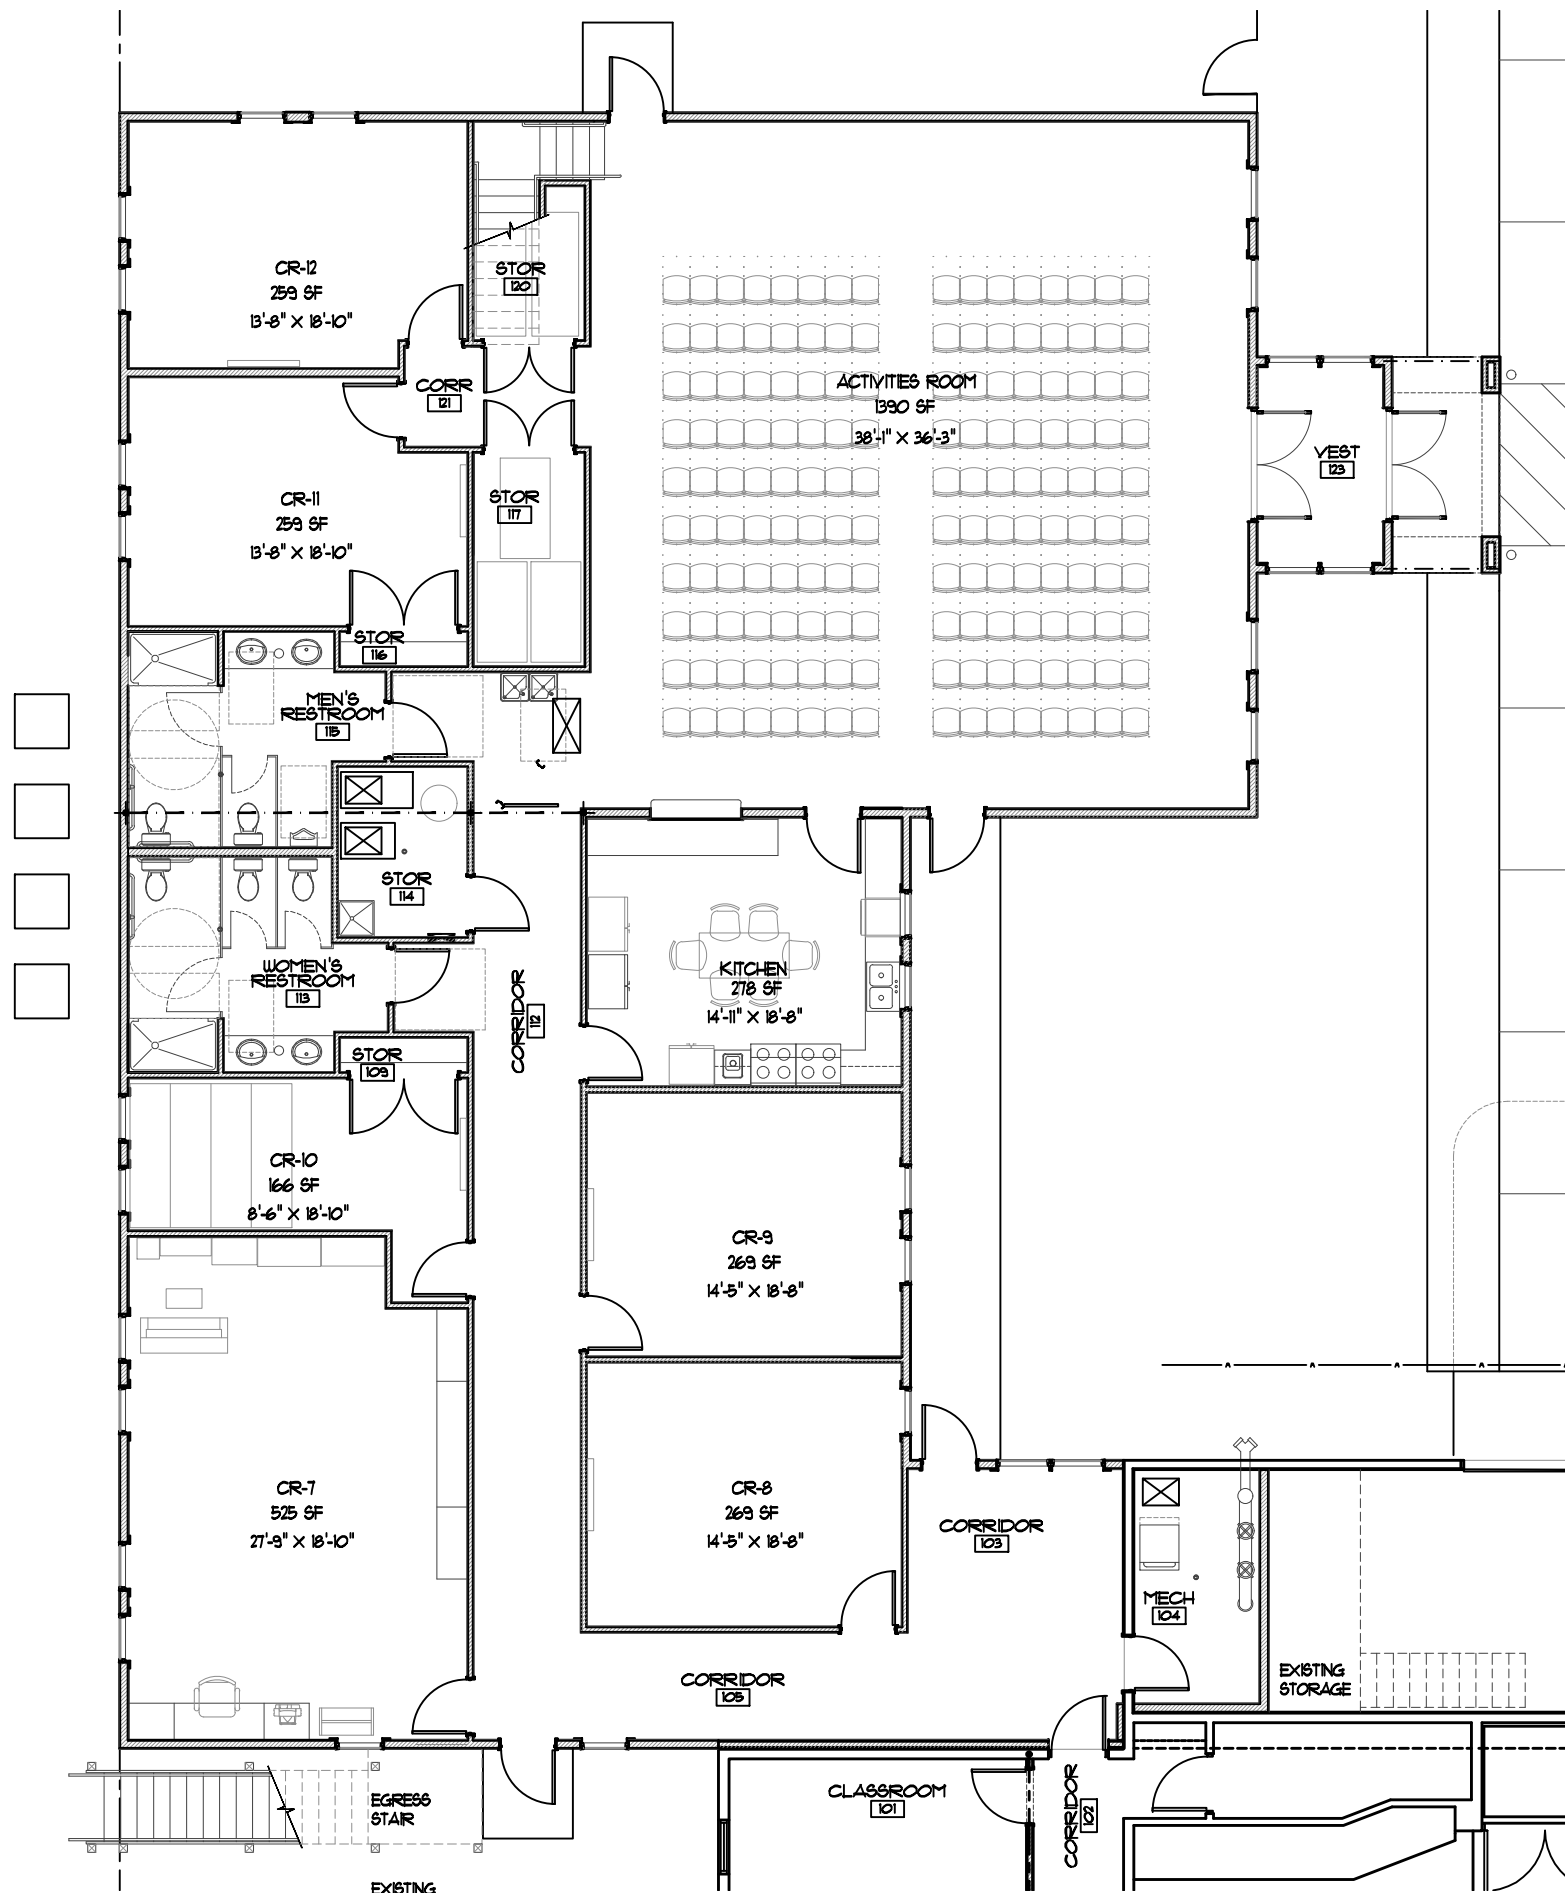 CR-12
259 SF
13'-8" X 18'-10"
STOR
120
CORR
121
ACTIVITIES ROOM
1390 SF
38'-1" X 36'-3"
VEST
123
CR-11
259 SF
13'-8" X 18'-10"
STOR
117
STOR
116
MEN'S
RESTROOM
115
STOR
114
WOMEN'S
RESTROOM
113
CORRIDOR
112
KITCHEN
278 SF
14'-11" X 18'-8"
STOR
109
CR-10
166 SF
8'-6" X 18'-10"
CR-9
269 SF
14'-5" X 18'-8"
CR-7
525 SF
27'-9" X 18'-10"
CR-8
269 SF
14'-5" X 18'-8"
CORRIDOR
103
MECH
104
EXISTING
STORAGE
CORRIDOR
105
EGRESS
STAIR
CLASSROOM
101
CORRIDOR
102
EXISTING